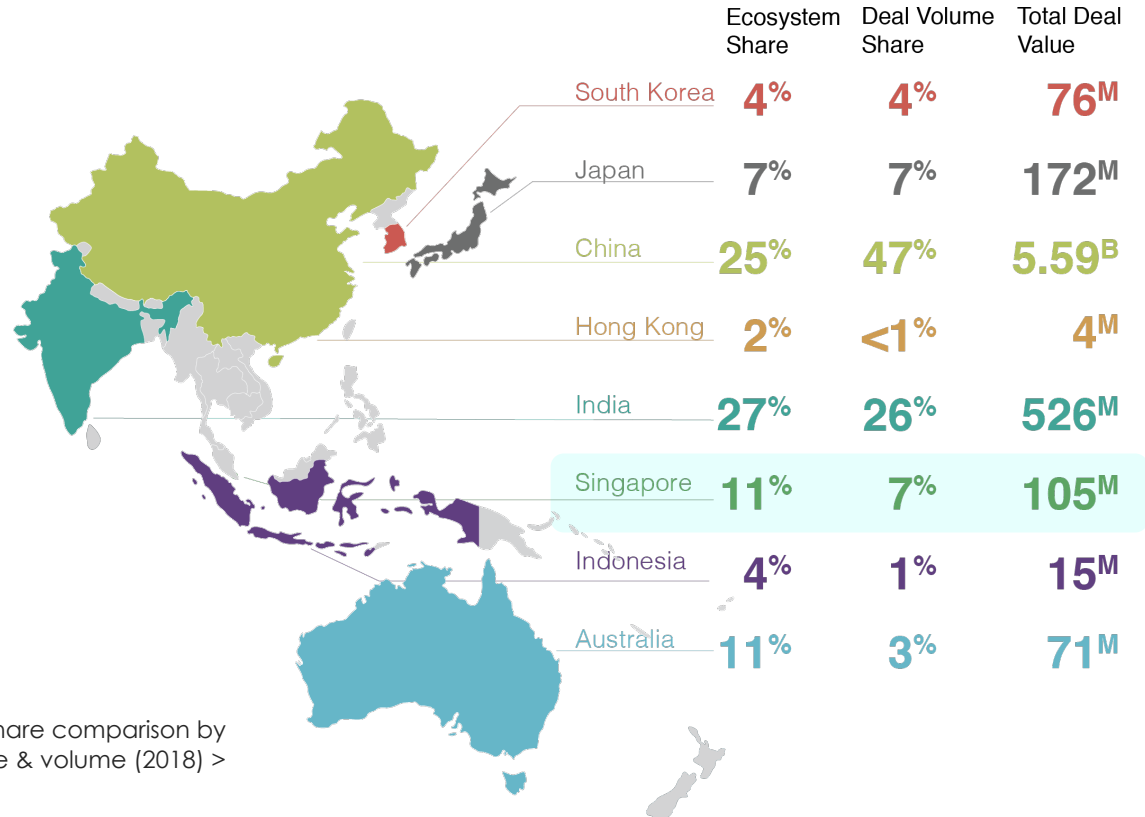 Ecosystem Share
Deal Volume Share
Total Deal Value
South Korea 4% 4% 76M
Japan 7% 7% 172M
China 25% 47% 5.59B
Hong Kong 2% <1% 4M
India 27% 26% 526M
Singapore 11% 7% 105M
Indonesia 4% 1% 15M
Australia 11% 3% 71M
comparison by
& volume (2018) >